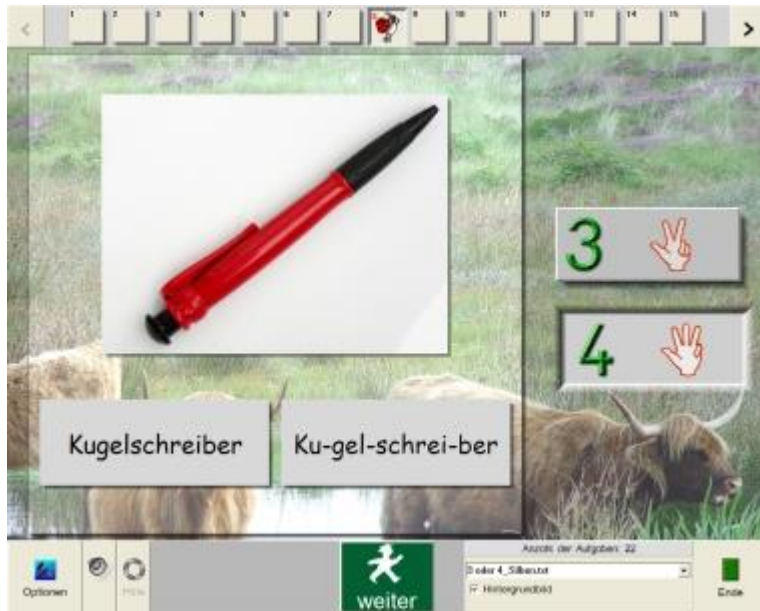 1 2 3 4 5 6 7 9 10 11 12 13 14 15
3
4
Kugelschreiber
Ku-gel-schrei-ber
Anzahl der Aufgaben: 22
3 oder 4_Silben.txt
Hintergrundbild
Optionen
weiter
Ende